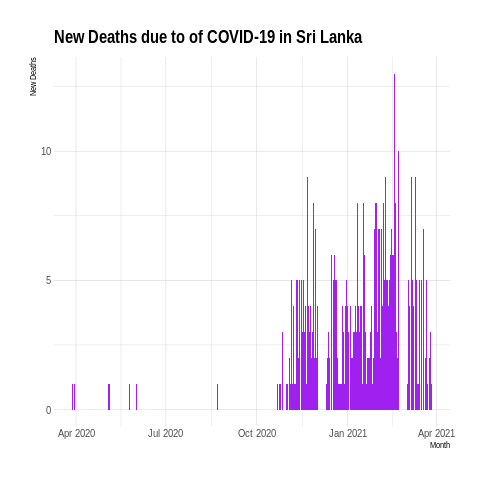 New Deaths due to of COVID-19 in Sri Lanka
New Deaths
10
5
0
Apr 2020 Jul 2020 Oct 2020 Jan 2021 Apr 2021
Month